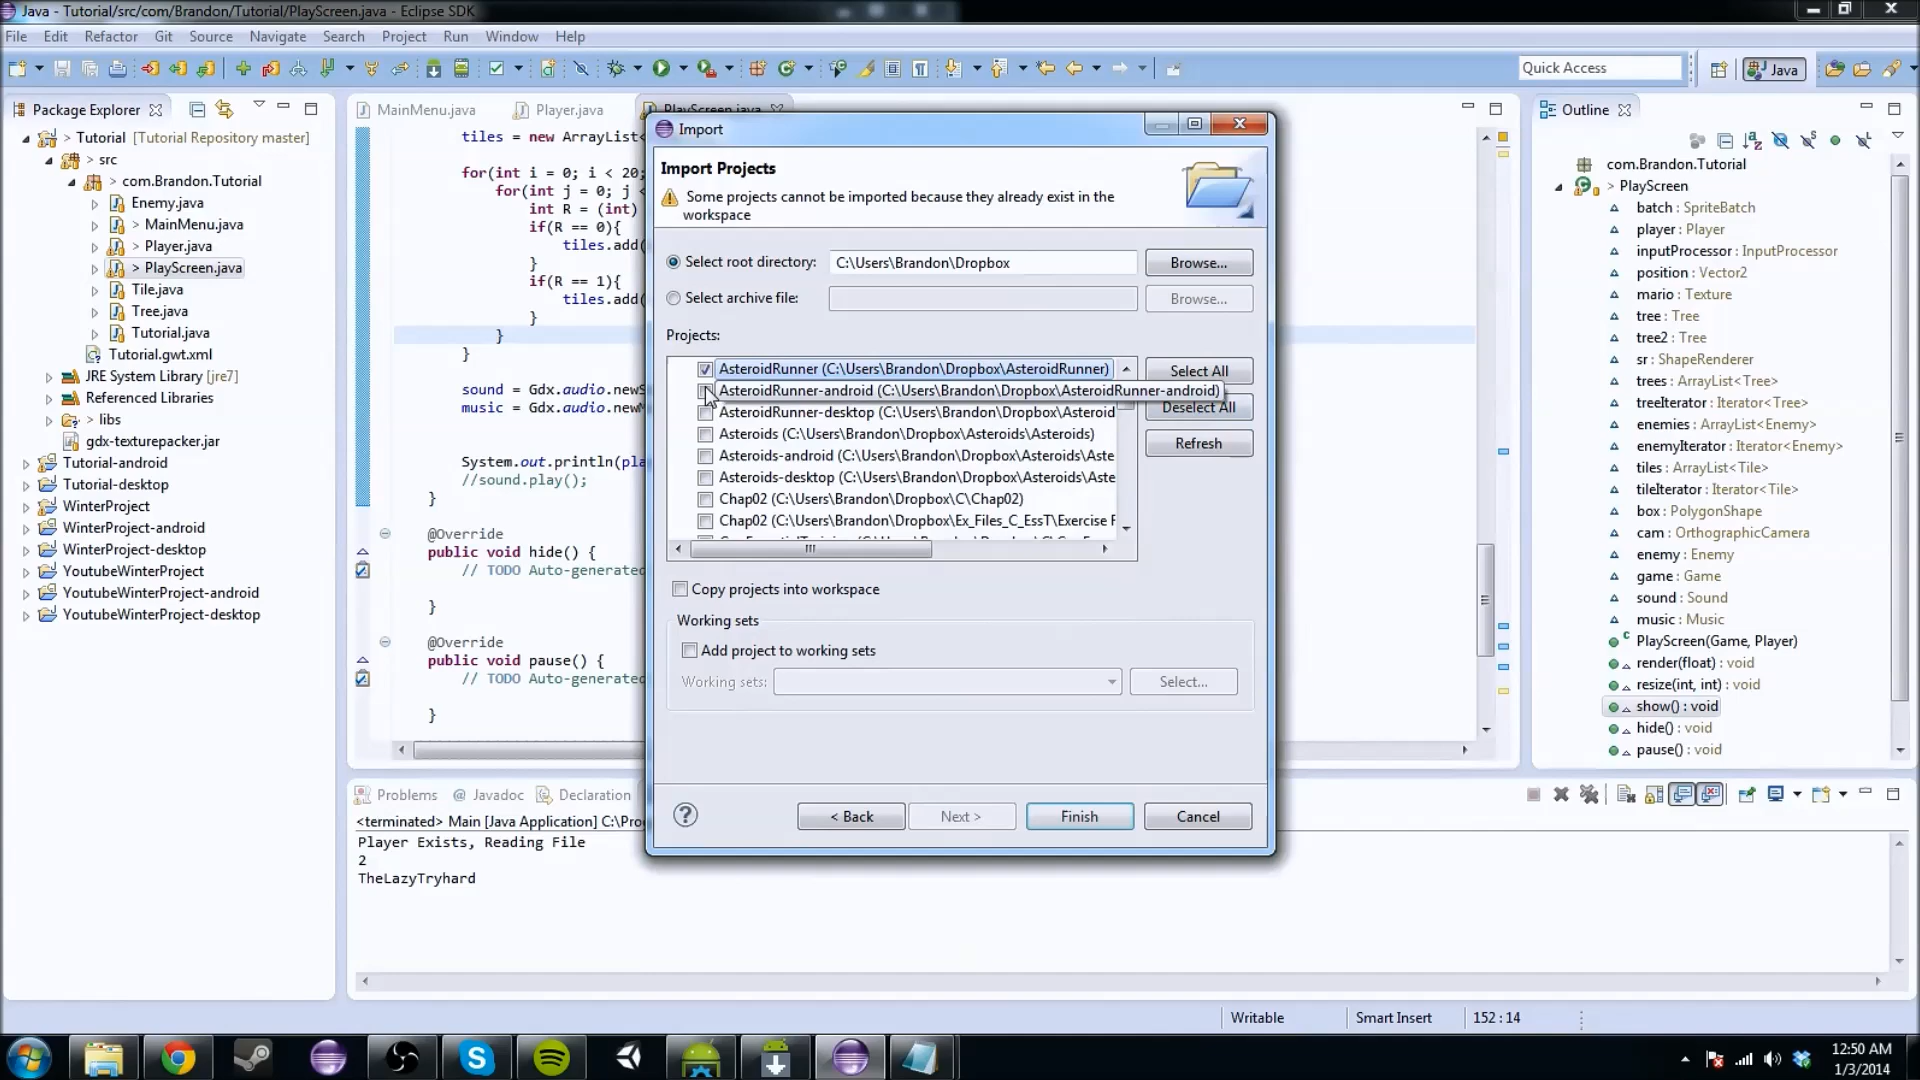 Java - Tutorial/src/com/Brandon/Tutorial/PlayScreen.java - Eclipse SDK
File Edit Refactor Git Source Navigate Search Project Run Window Help
Quick Access
Java
Package Explorer
> Tutorial [Tutorial Repository master]
> src
> com.Brandon.Tutorial
Enemy.java
> MainMenu.java
> Player.java
> PlayScreen.java
Tile.java
Tree.java
Tutorial.java
Tutorial.gwt.xml
JRE System Library [jre7]
Referenced Libraries
> libs
gdx-texturepacker.jar
Tutorial-android
Tutorial-desktop
WinterProject
WinterProject-android
WinterProject-desktop
YoutubeWinterProject
YoutubeWinterProject-android
YoutubeWinterProject-desktop
MainMenu.java
Player.java
PlayScreen.java
tiles = new ArrayList<
for(int i = 0; i < 20;
for(int j = 0; j <
int R = (int)
if(R == 0){
tiles.add(
}
if(R == 1){
tiles.add(
}
}
}
sound = Gdx.audio.newS
music = Gdx.audio.newM
System.out.println(pla
//sound.play();
}
@Override
public void hide() {
// TODO Auto-generated
}
@Override
public void pause() {
// TODO Auto-generated
}
Import
Import Projects
Some projects cannot be imported because they already exist in the
workspace
Select root directory: C:\Users\Brandon\Dropbox Browse...
Select archive file: Browse...
Projects:
AsteroidRunner (C:\Users\Brandon\Dropbox\AsteroidRunner)
AsteroidRunner-android (C:\Users\Brandon\Dropbox\AsteroidRunner-android)
AsteroidRunner-desktop (C:\Users\Brandon\Dropbox\Asteroid
Asteroids (C:\Users\Brandon\Dropbox\Asteroids\Asteroids)
Asteroids-android (C:\Users\Brandon\Dropbox\Asteroids\Aste
Asteroids-desktop (C:\Users\Brandon\Dropbox\Asteroids\Aste
Chap02 (C:\Users\Brandon\Dropbox\C\Chap02)
Chap02 (C:\Users\Brandon\Dropbox\Ex_Files_C_EssT\Exercise F
Select All
Deselect All
Refresh
Copy projects into workspace
Working sets
Add project to working sets
Working sets: Select...
< Back Next > Finish Cancel
Outline
com.Brandon.Tutorial
> PlayScreen
batch : SpriteBatch
player : Player
inputProcessor : InputProcessor
position : Vector2
mario : Texture
tree : Tree
tree2 : Tree
sr : ShapeRenderer
trees : ArrayList<Tree>
treeIterator : Iterator<Tree>
enemies : ArrayList<Enemy>
enemyIterator : Iterator<Enemy>
tiles : ArrayList<Tile>
tileIterator : Iterator<Tile>
box : PolygonShape
cam : OrthographicCamera
enemy : Enemy
game : Game
sound : Sound
music : Music
PlayScreen(Game, Player)
render(float) : void
resize(int, int) : void
show() : void
hide() : void
pause() : void
Problems Javadoc Declaration
<terminated> Main [Java Application] C:\Pro
Player Exists, Reading File
2
TheLazyTryhard
Writable Smart Insert 152 : 14
12:50 AM
1/3/2014